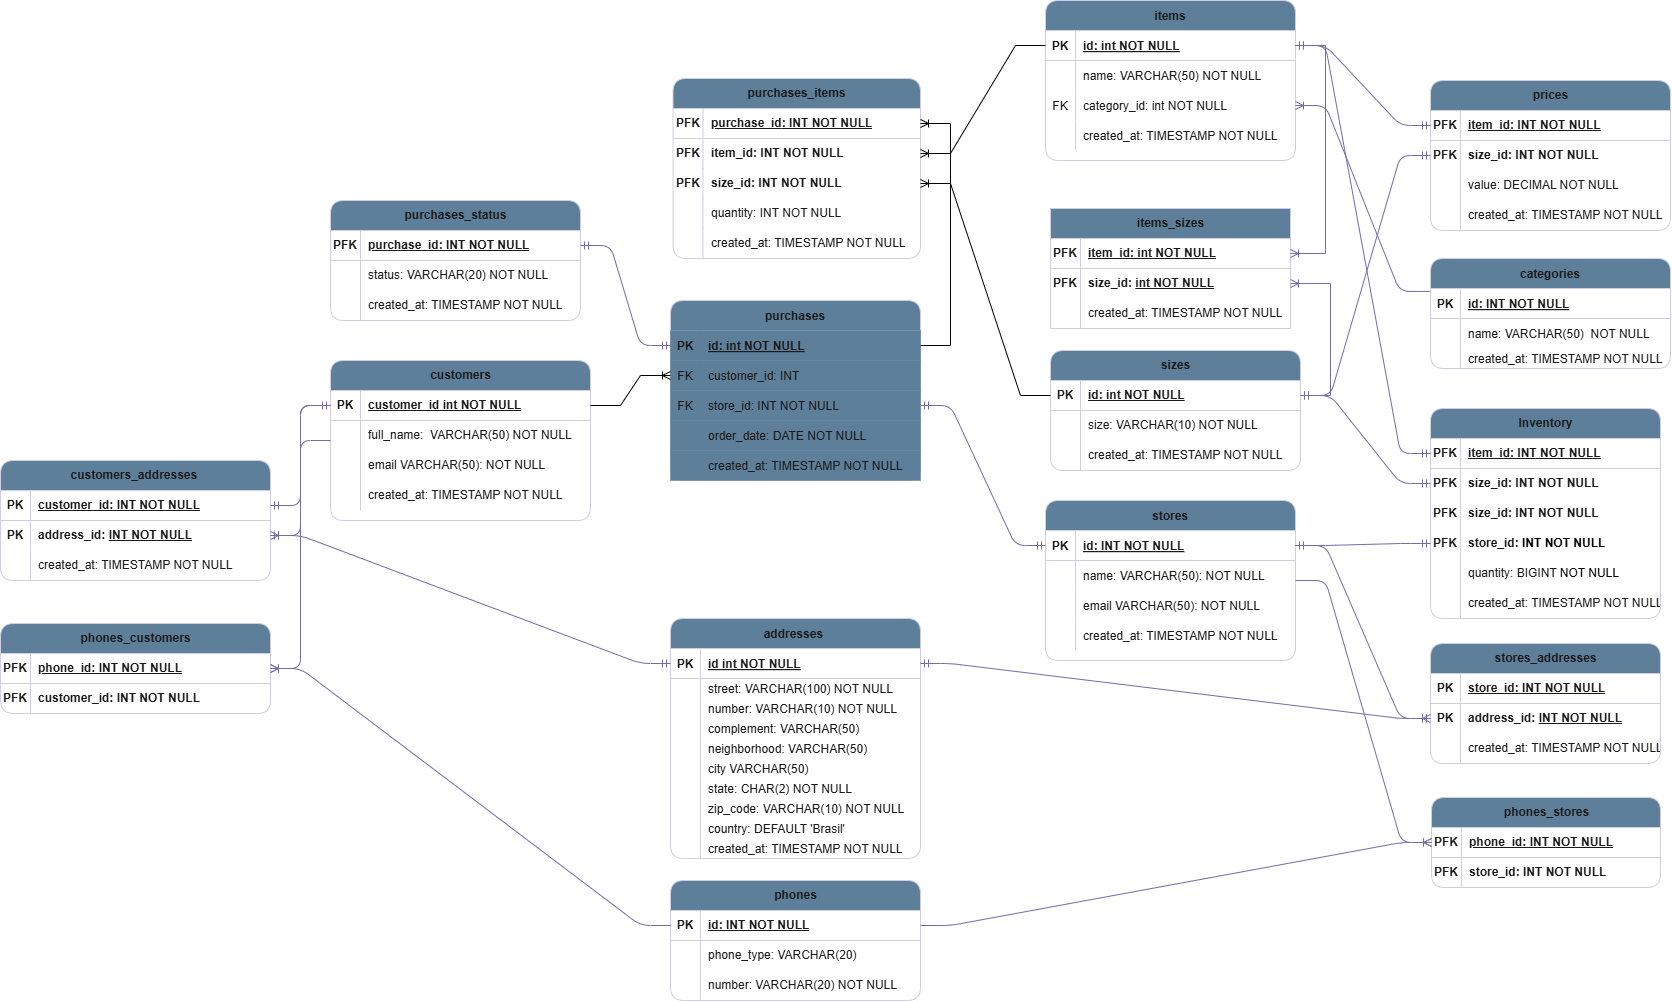 items
PK id: int NOT NULL
name: VARCHAR(50) NOT NULL
FK category_id: int NOT NULL
created_at: TIMESTAMP NOT NULL
purchases_items
PFK purchase_id: INT NOT NULL
PFK item_id: INT NOT NULL
PFK size_id: INT NOT NULL
quantity: INT NOT NULL
created_at: TIMESTAMP NOT NULL
prices
PFK item_id: INT NOT NULL
PFK size_id: INT NOT NULL
value: DECIMAL NOT NULL
created_at: TIMESTAMP NOT NULL
purchases_status
PFK purchase_id: INT NOT NULL
status: VARCHAR(20) NOT NULL
created_at: TIMESTAMP NOT NULL
items_sizes
PFK item_id: int NOT NULL
PFK size_id: int NOT NULL
created_at: TIMESTAMP NOT NULL
categories
PK id: INT NOT NULL
name: VARCHAR(50) NOT NULL
created_at: TIMESTAMP NOT NULL
purchases
PK id: int NOT NULL
FK customer_id: INT
FK store_id: INT NOT NULL
order_date: DATE NOT NULL
created_at: TIMESTAMP NOT NULL
customers
PK customer_id int NOT NULL
full_name: VARCHAR(50) NOT NULL
email VARCHAR(50): NOT NULL
created_at: TIMESTAMP NOT NULL
sizes
PK id: int NOT NULL
size: VARCHAR(10) NOT NULL
created_at: TIMESTAMP NOT NULL
Inventory
PFK item_id: INT NOT NULL
PFK size_id: INT NOT NULL
PFK size_id: INT NOT NULL
PFK store_id: INT NOT NULL
quantity: BIGINT NOT NULL
created_at: TIMESTAMP NOT NULL
customers_addresses
PK customer_id: INT NOT NULL
PK address_id: INT NOT NULL
created_at: TIMESTAMP NOT NULL
stores
PK id: INT NOT NULL
name: VARCHAR(50): NOT NULL
email VARCHAR(50): NOT NULL
created_at: TIMESTAMP NOT NULL
phones_customers
PFK phone_id: INT NOT NULL
PFK customer_id: INT NOT NULL
addresses
PK id int NOT NULL
street: VARCHAR(100) NOT NULL
number: VARCHAR(10) NOT NULL
complement: VARCHAR(50)
neighborhood: VARCHAR(50)
city VARCHAR(50)
state: CHAR(2) NOT NULL
zip_code: VARCHAR(10) NOT NULL
country: DEFAULT 'Brasil'
created_at: TIMESTAMP NOT NULL
stores_addresses
PK store_id: INT NOT NULL
PK address_id: INT NOT NULL
created_at: TIMESTAMP NOT NULL
phones_stores
PFK phone_id: INT NOT NULL
PFK store_id: INT NOT NULL
phones
PK id: INT NOT NULL
phone_type: VARCHAR(20)
number: VARCHAR(20) NOT NULL